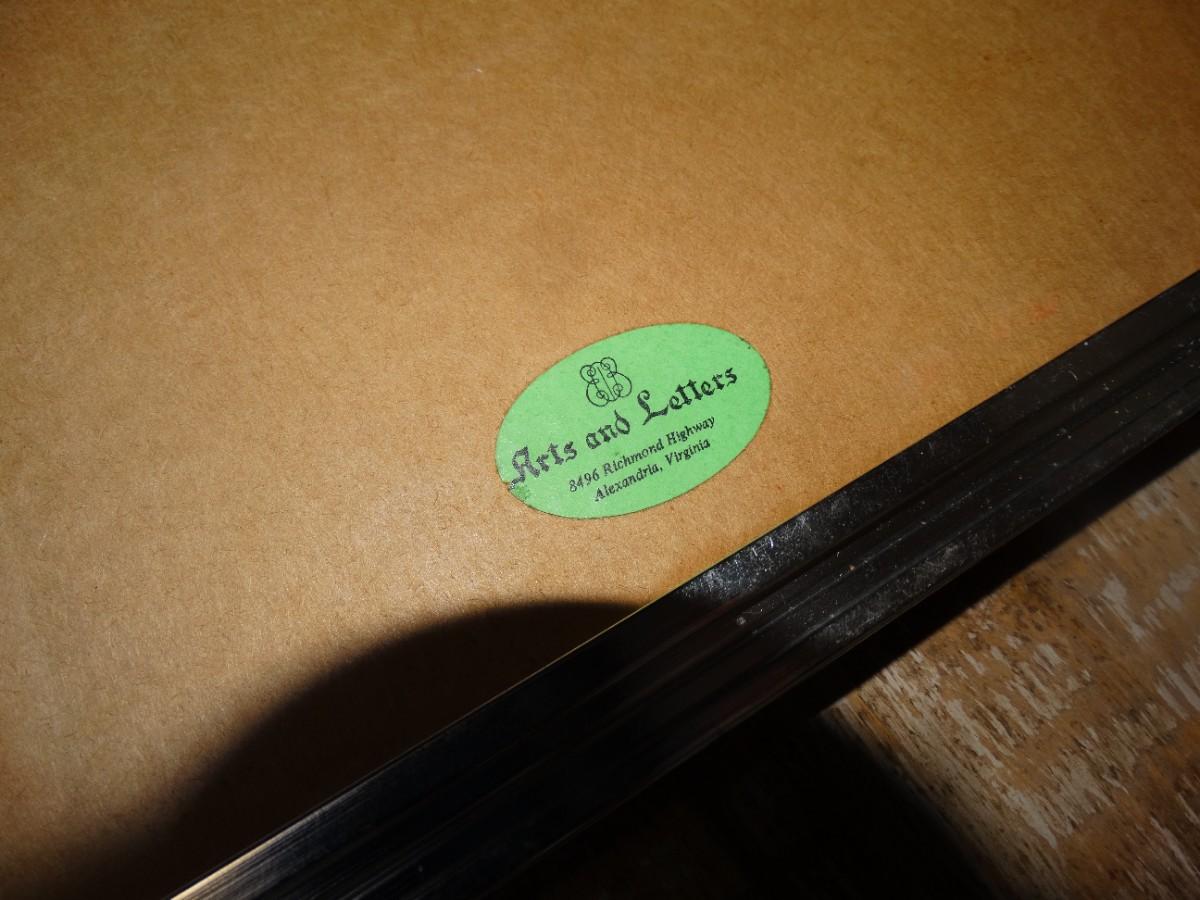 Arts and Letters
8496 Richmond Highway
Alexandria, Virginia